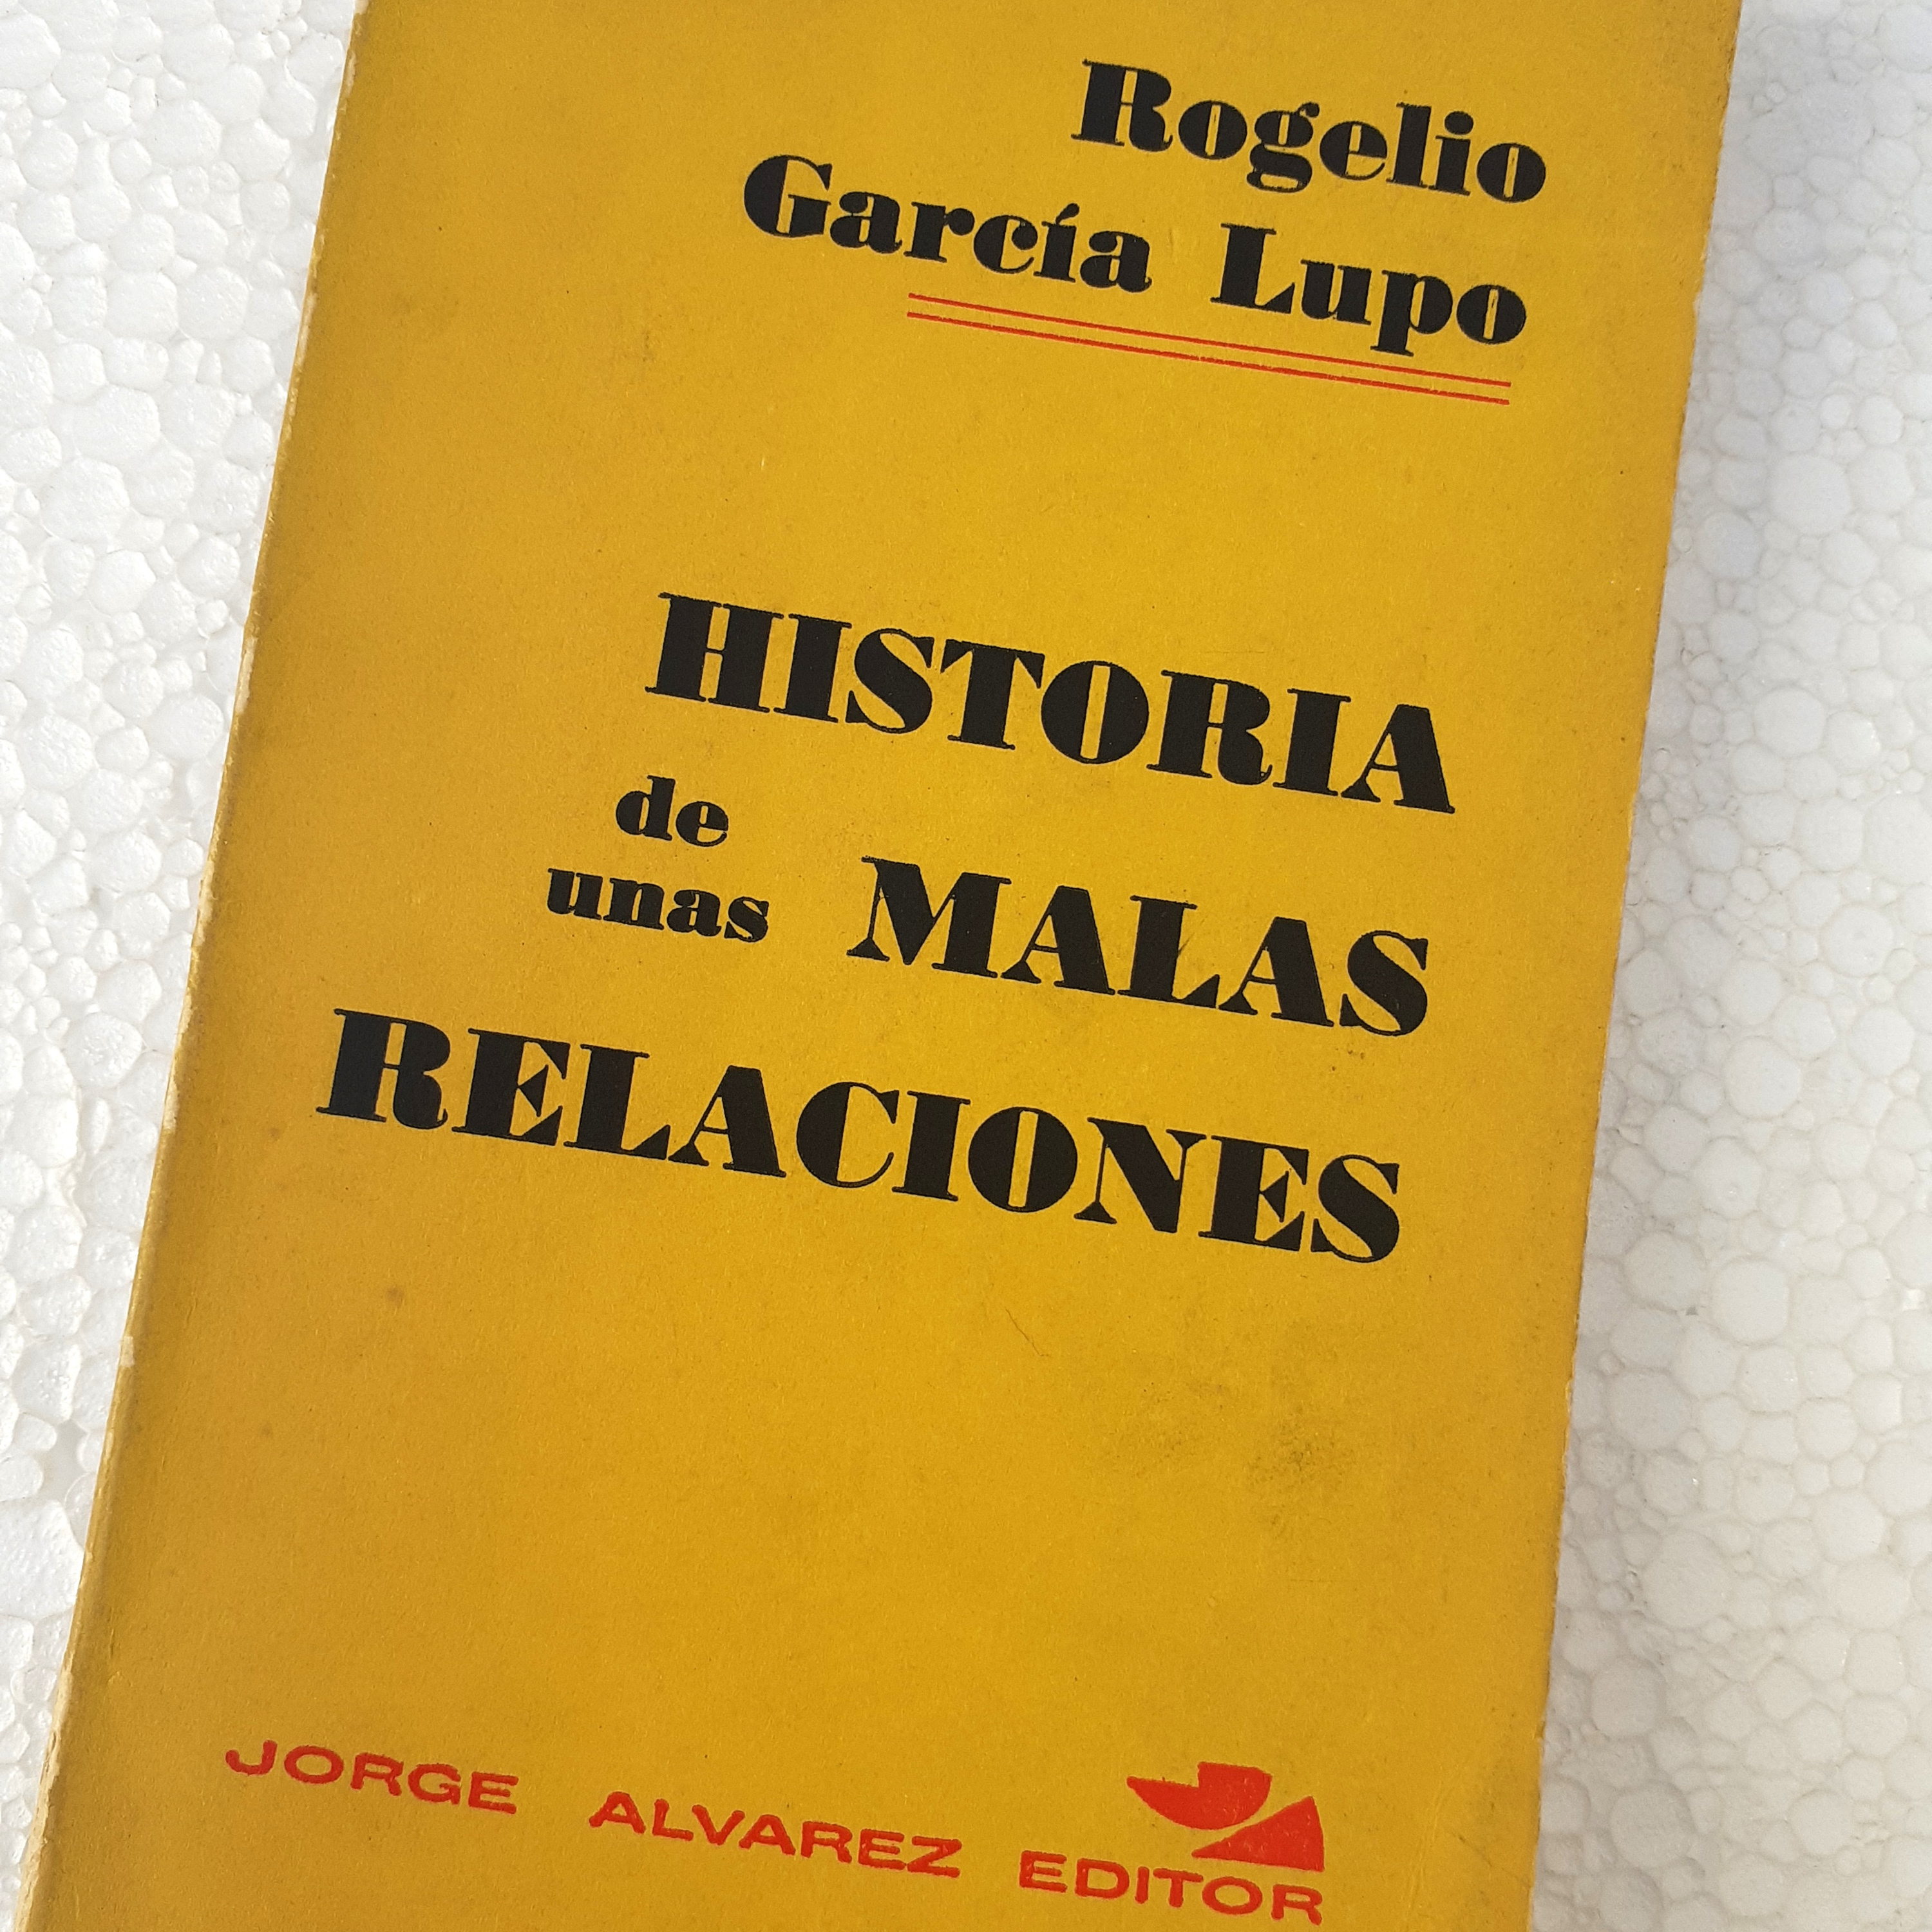 Rogelio
García Lupo
HISTORIA
de
unas MALAS
RELACIONES
JORGE ALVAREZ EDITOR